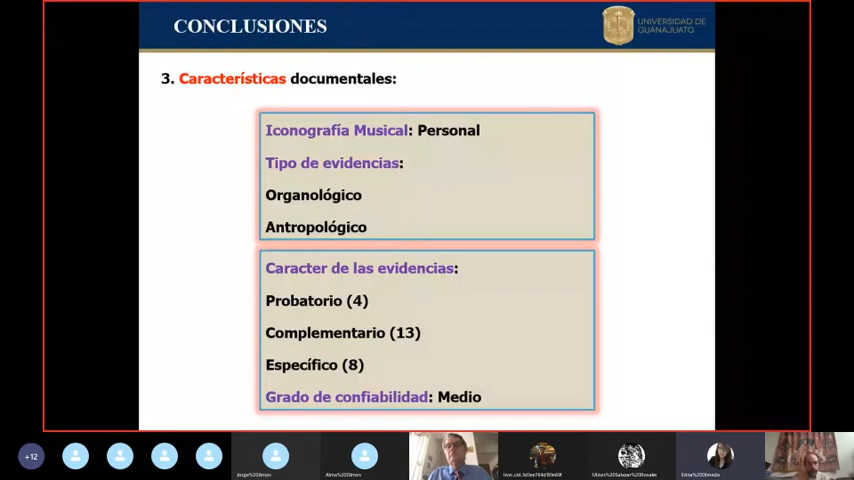 CONCLUSIONES
UNIVERSIDAD DE
GUANAJUATO
3. Características documentales:
Iconografía Musical: Personal
Tipo de evidencias:
Organológico
Antropológico
Caracter de las evidencias:
Probatorio (4)
Complementario (13)
Específico (8)
Grado de confiabilidad: Medio
+12